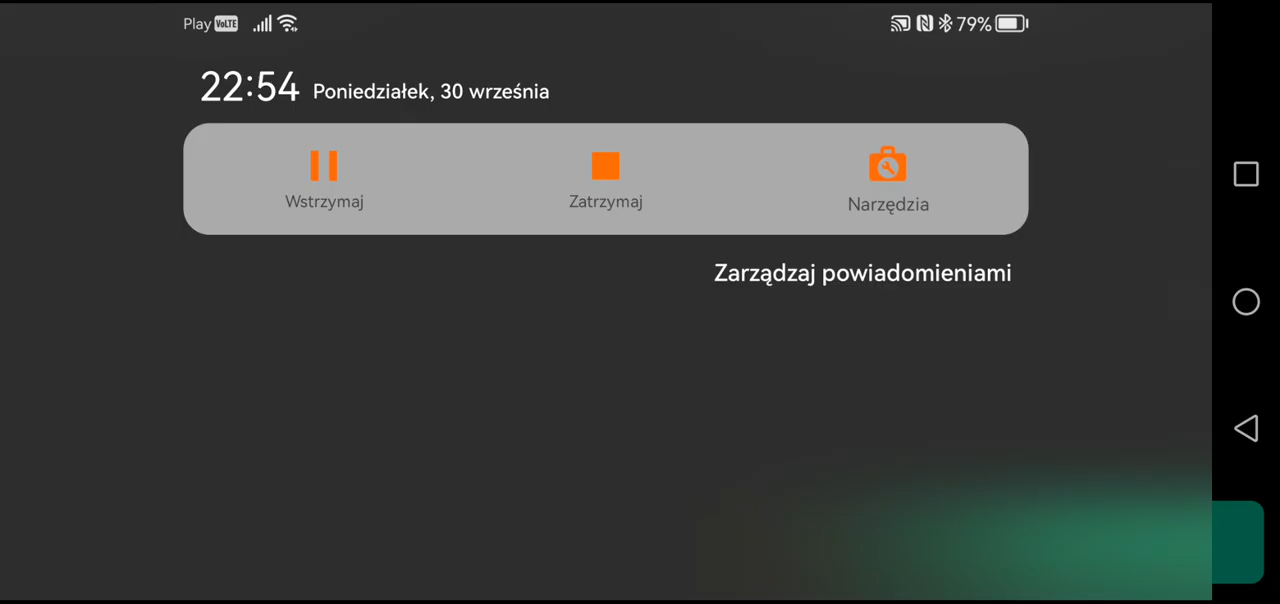 Play VoLTE 79%
22:54 Poniedziałek, 30 września
Wstrzymaj Zatrzymaj Narzędzia
Zarządzaj powiadomieniami